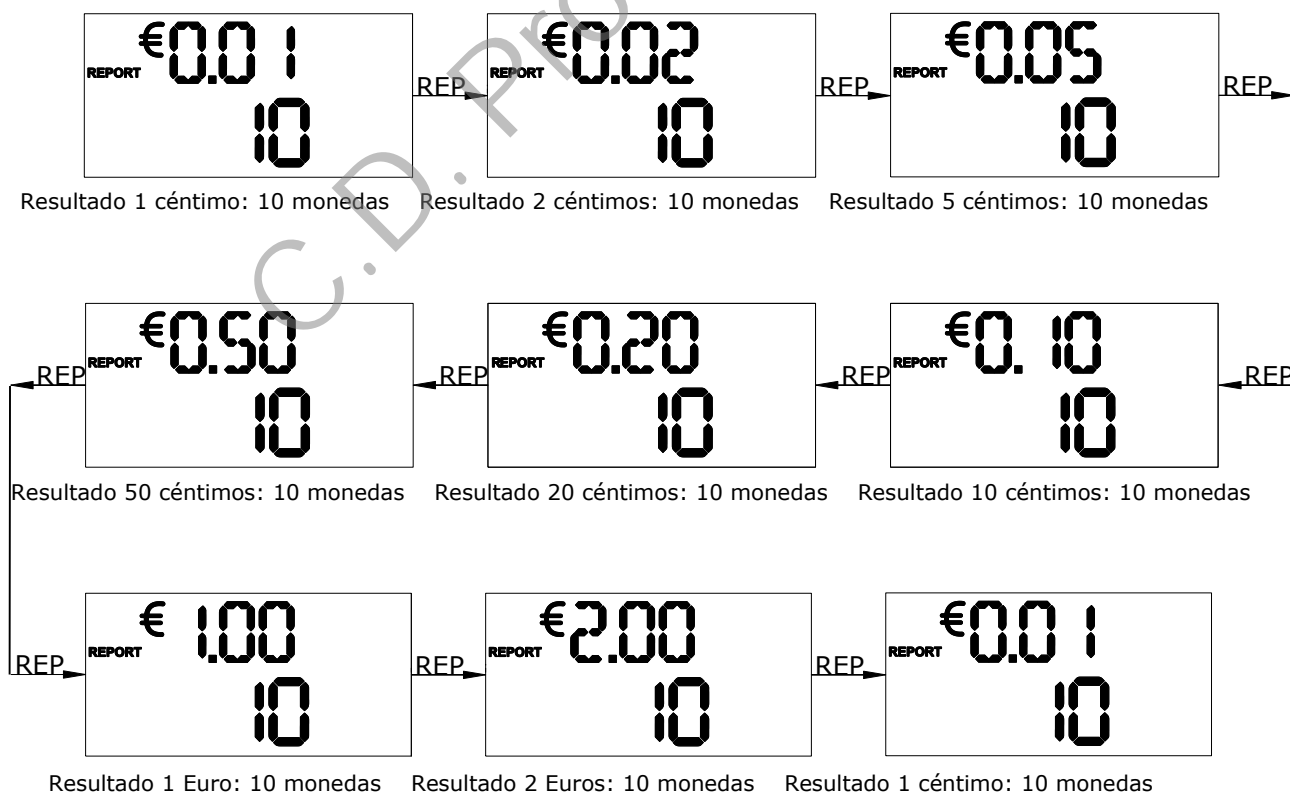 €0.01
REPORT
10
REP
€0.02
REPORT
10
REP
€0.05
REPORT
10
REP
Resultado 1 céntimo: 10 monedas
Resultado 2 céntimos: 10 monedas
Resultado 5 céntimos: 10 monedas
REP
€0.50
REPORT
10
REP
€0.20
REPORT
10
REP
€0.10
REPORT
10
REP
Resultado 50 céntimos: 10 monedas
Resultado 20 céntimos: 10 monedas
Resultado 10 céntimos: 10 monedas
REP
€1.00
REPORT
10
REP
€2.00
REPORT
10
REP
€0.01
REPORT
10
Resultado 1 Euro: 10 monedas
Resultado 2 Euros: 10 monedas
Resultado 1 céntimo: 10 monedas
C.D. Pro